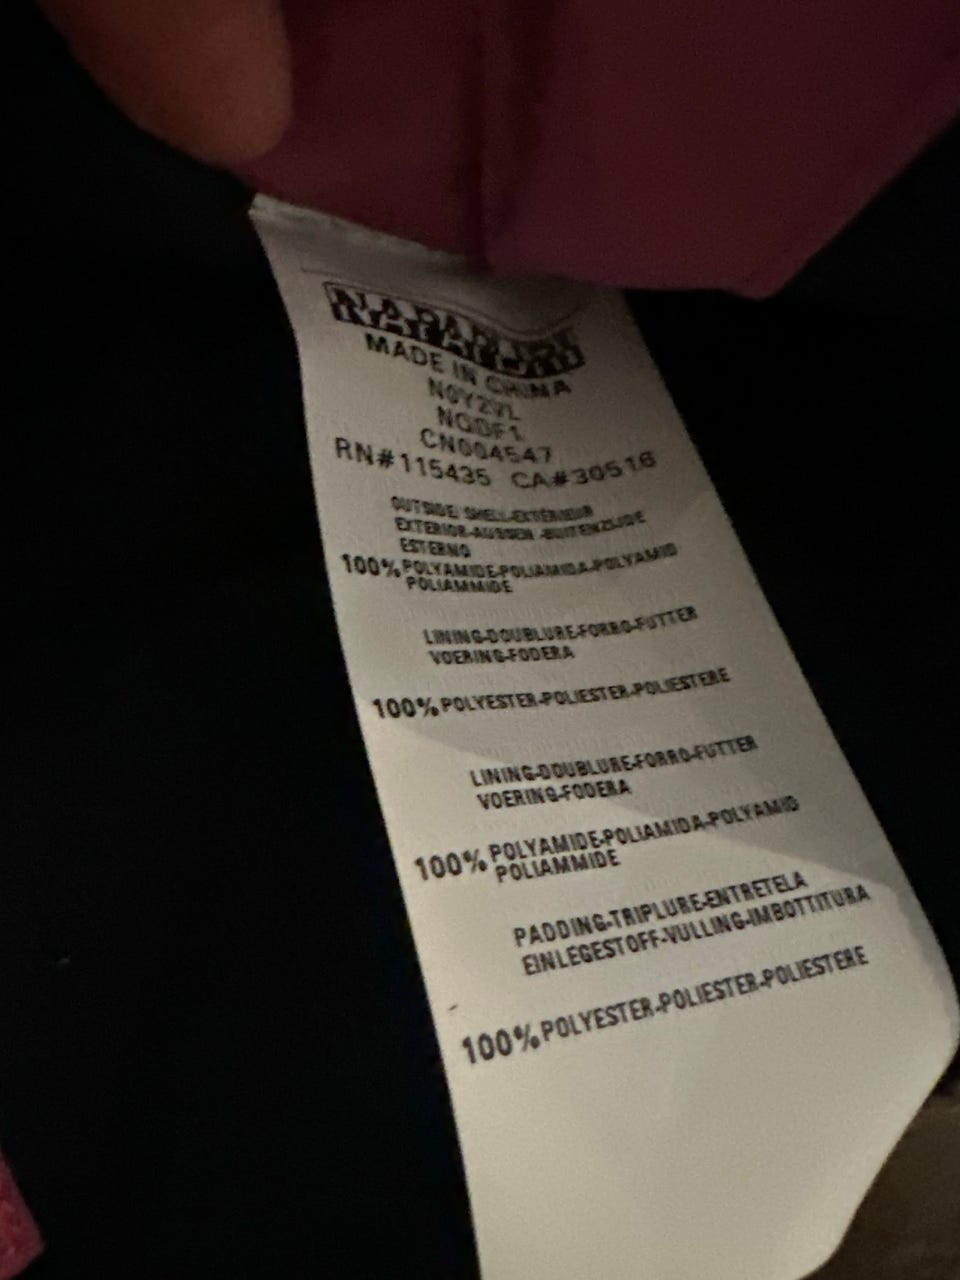 NAPAPIJRI
MADE IN CHINA
N0Y2VL
CN004547
RN#115435 CA#30516
OUTSIDE/SHELL-EXTÉRIEUR
EXTERIOR-AUSSEN-BUITENZIJDE
ESTERNO
100% POLYAMIDE-POLIAMIDA-POLYAMID
POLIAMMIDE
LINING-DOUBLURE-FORRO-FUTTER
VOERING-FODERA
100% POLYESTER-POLIESTER-POLIESTERE
LINING-DOUBLURE-FORRO-FUTTER
VOERING-FODERA
100% POLYAMIDE-POLIAMIDA-POLYAMID
POLIAMMIDE
PADDING-TRIPLURE-ENTRETELA
EINLEGESTOFF-VULLING-IMBOTTITURA
100% POLYESTER-POLIESTER-POLIESTERE